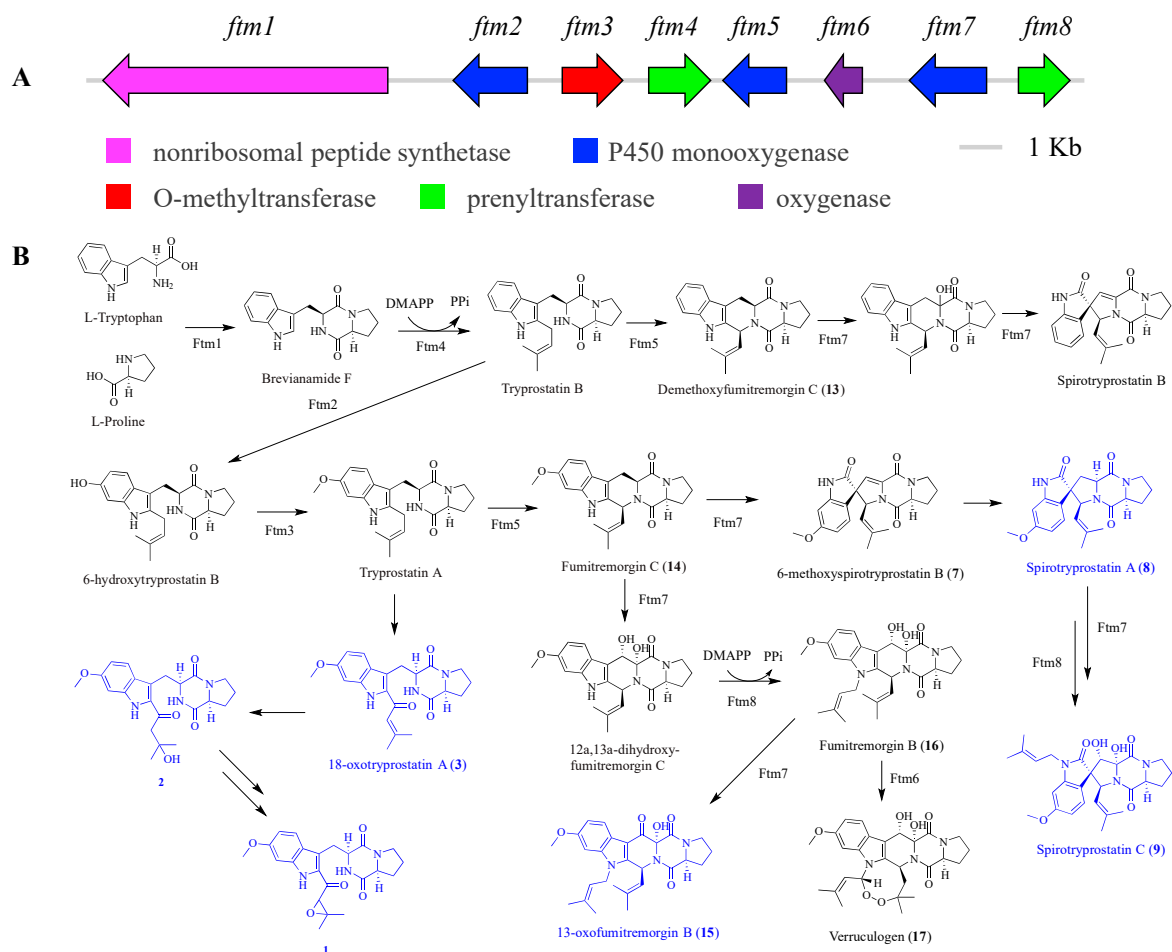 ftm1 ftm2 ftm3 ftm4 ftm5 ftm6 ftm7 ftm8
A
nonribosomal peptide synthetase P450 monooxygenase 1 Kb
O-methyltransferase prenyltransferase oxygenase
B
L-Tryptophan
L-Proline
Ftm1
Brevianamide F
DMAPP PPi
Ftm4
Tryprostatin B
Ftm5
Demethoxyfumitremorgin C (13)
Ftm7
Ftm7
Spirotryprostatin B
Ftm2
6-hydroxytryprostatin B
Ftm3
Tryprostatin A
Ftm5
Fumitremorgin C (14)
Ftm7
6-methoxyspirotryprostatin B (7)
Spirotryprostatin A (8)
Ftm7
Ftm8
Spirotryprostatin C (9)
Ftm7
12a,13a-dihydroxy-
fumitremorgin C
DMAPP PPi
Ftm8
Fumitremorgin B (16)
Ftm7
Ftm6
13-oxofumitremorgin B (15)
Verruculogen (17)
18-oxotryprostatin A (3)
2
1